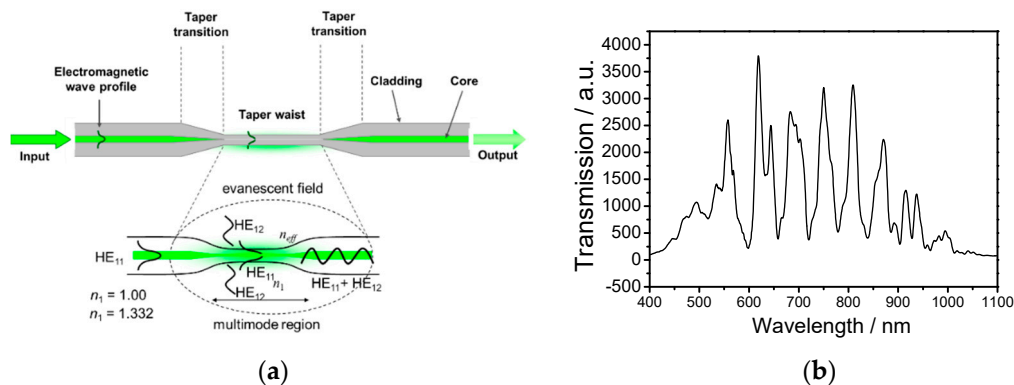 Taper transition
Taper transition
Electromagnetic wave profile
Cladding
Core
Taper waist
Input
Output
evanescent field
HE12
neff
HE11
HE11
n1
HE12
HE11 + HE12
n1 = 1.00
n1 = 1.332
multimode region
(a)
Transmission / a.u.
4000
3500
3000
2500
2000
1500
1000
500
0
-500
400 500 600 700 800 900 1000 1100
Wavelength / nm
(b)